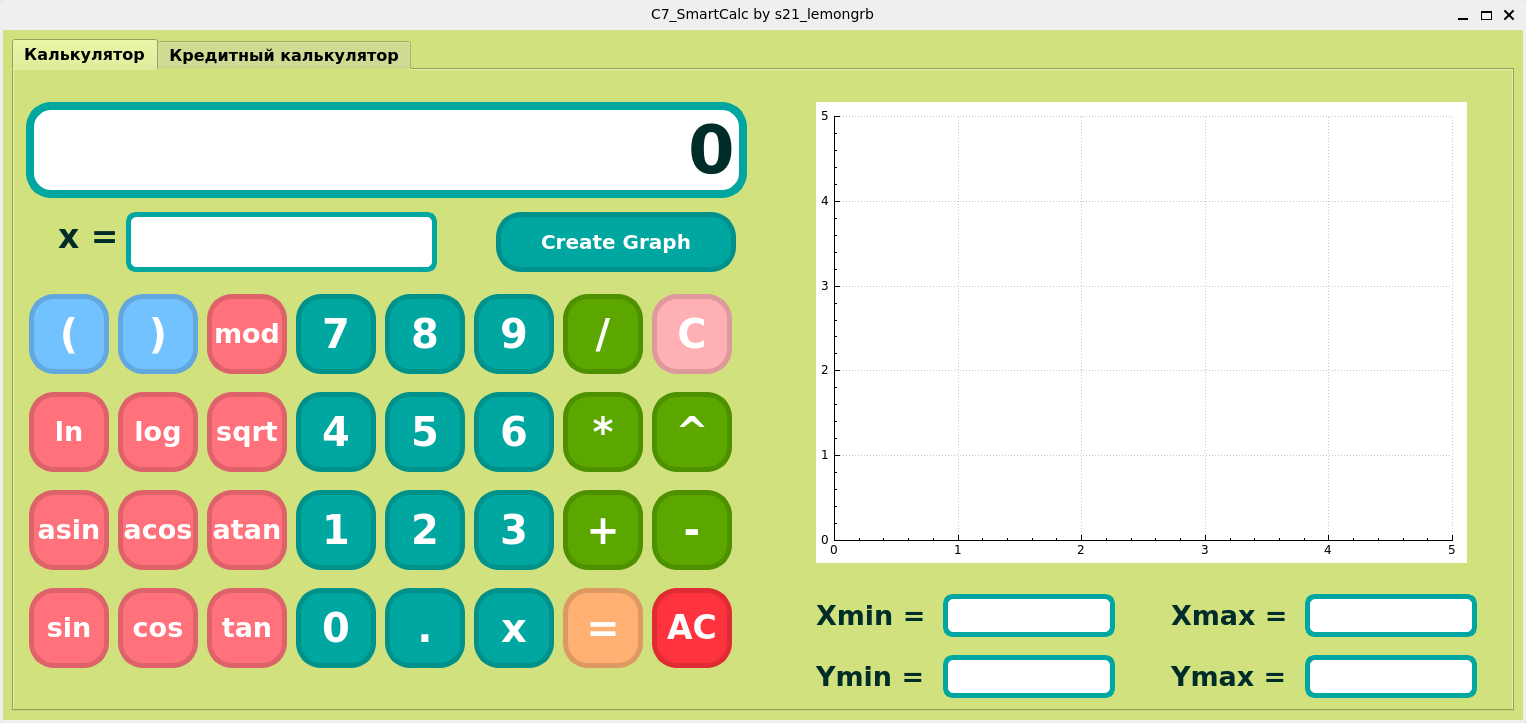 C7_SmartCalc by s21_lemongrb
Калькулятор Кредитный калькулятор
0
x = Create Graph
( ) mod 7 8 9 / C
ln log sqrt 4 5 6 * ^
asin acos atan 1 2 3 + -
sin cos tan 0 . x = AC
5
4
3
2
1
0
0 1 2 3 4 5
Xmin = Xmax =
Ymin = Ymax =